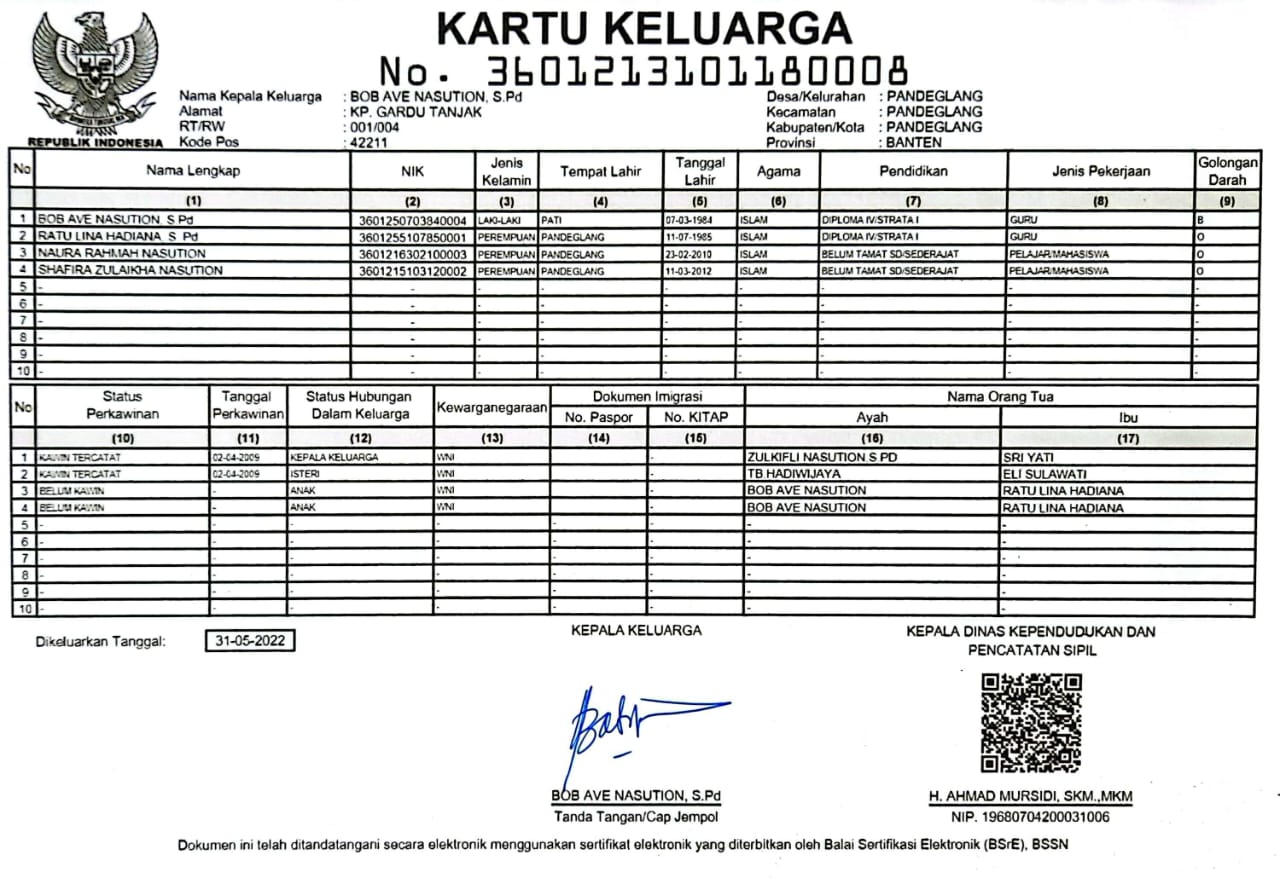 KARTU KELUARGA
No. 3601213101180008
REPUBLIK INDONESIA
Nama Kepala Keluarga : BOB AVE NASUTION, S.Pd
Alamat : KP. GARDU TANJAK
RT/RW : 001/004
Kode Pos : 42211
Desa/Kelurahan : PANDEGLANG
Kecamatan : PANDEGLANG
Kabupaten/Kota : PANDEGLANG
Provinsi : BANTEN
No Nama Lengkap NIK Jenis Kelamin Tempat Lahir Tanggal Lahir Agama Pendidikan Jenis Pekerjaan Golongan Darah
(1) (2) (3) (4) (5) (6) (7) (8) (9)
1 BOB AVE NASUTION, S Pd 3601250703840004 LAKI-LAKI PATI 07-03-1984 ISLAM DIPLOMA IV/STRATA I GURU B
2 RATU LINA HADIANA, S Pd 3601255107850001 PEREMPUAN PANDEGLANG 11-07-1985 ISLAM DIPLOMA IV/STRATA I GURU O
3 NAURA RAHMAH NASUTION 3601216302100003 PEREMPUAN PANDEGLANG 23-02-2010 ISLAM BELUM TAMAT SD/SEDERAJAT PELAJAR/MAHASISWA O
4 SHAFIRA ZULAIKHA NASUTION 3601215103120002 PEREMPUAN PANDEGLANG 11-03-2012 ISLAM BELUM TAMAT SD/SEDERAJAT PELAJAR/MAHASISWA O
5 - - - - - - - - -
6 - - - - - - - - -
7 - - - - - - - - -
8 - - - - - - - - -
9 - - - - - - - - -
10 - - - - - - - - -
No Status Perkawinan Tanggal Perkawinan Status Hubungan Dalam Keluarga Kewarganegaraan Dokumen Imigrasi Nama Orang Tua
No. Paspor No. KITAP Ayah Ibu
(10) (11) (12) (13) (14) (15) (16) (17)
1 KAWIN TERCATAT 02-04-2009 KEPALA KELUARGA WNI - ZULKIFLI NASUTION S PD SRI YATI
2 KAWIN TERCATAT 02-04-2009 ISTERI WNI - TB HADIWIJAYA ELI SULAWATI
3 BELUM KAWIN - ANAK WNI - BOB AVE NASUTION RATU LINA HADIANA
4 BELUM KAWIN - ANAK WNI - BOB AVE NASUTION RATU LINA HADIANA
5 - - - - - - - -
6 - - - - - - - -
7 - - - - - - - -
8 - - - - - - - -
9 - - - - - - - -
10 - - - - - - - -
Dikeluarkan Tanggal: 31-05-2022
KEPALA KELUARGA
BOB AVE NASUTION, S.Pd
Tanda Tangan/Cap Jempol
KEPALA DINAS KEPENDUDUKAN DAN
PENCATATAN SIPIL
H. AHMAD MURSIDI, SKM.,MKM
NIP. 19680704200031006
Dokumen ini telah ditandatangani secara elektronik menggunakan sertifikat elektronik yang diterbitkan oleh Balai Sertifikasi Elektronik (BSrE), BSSN